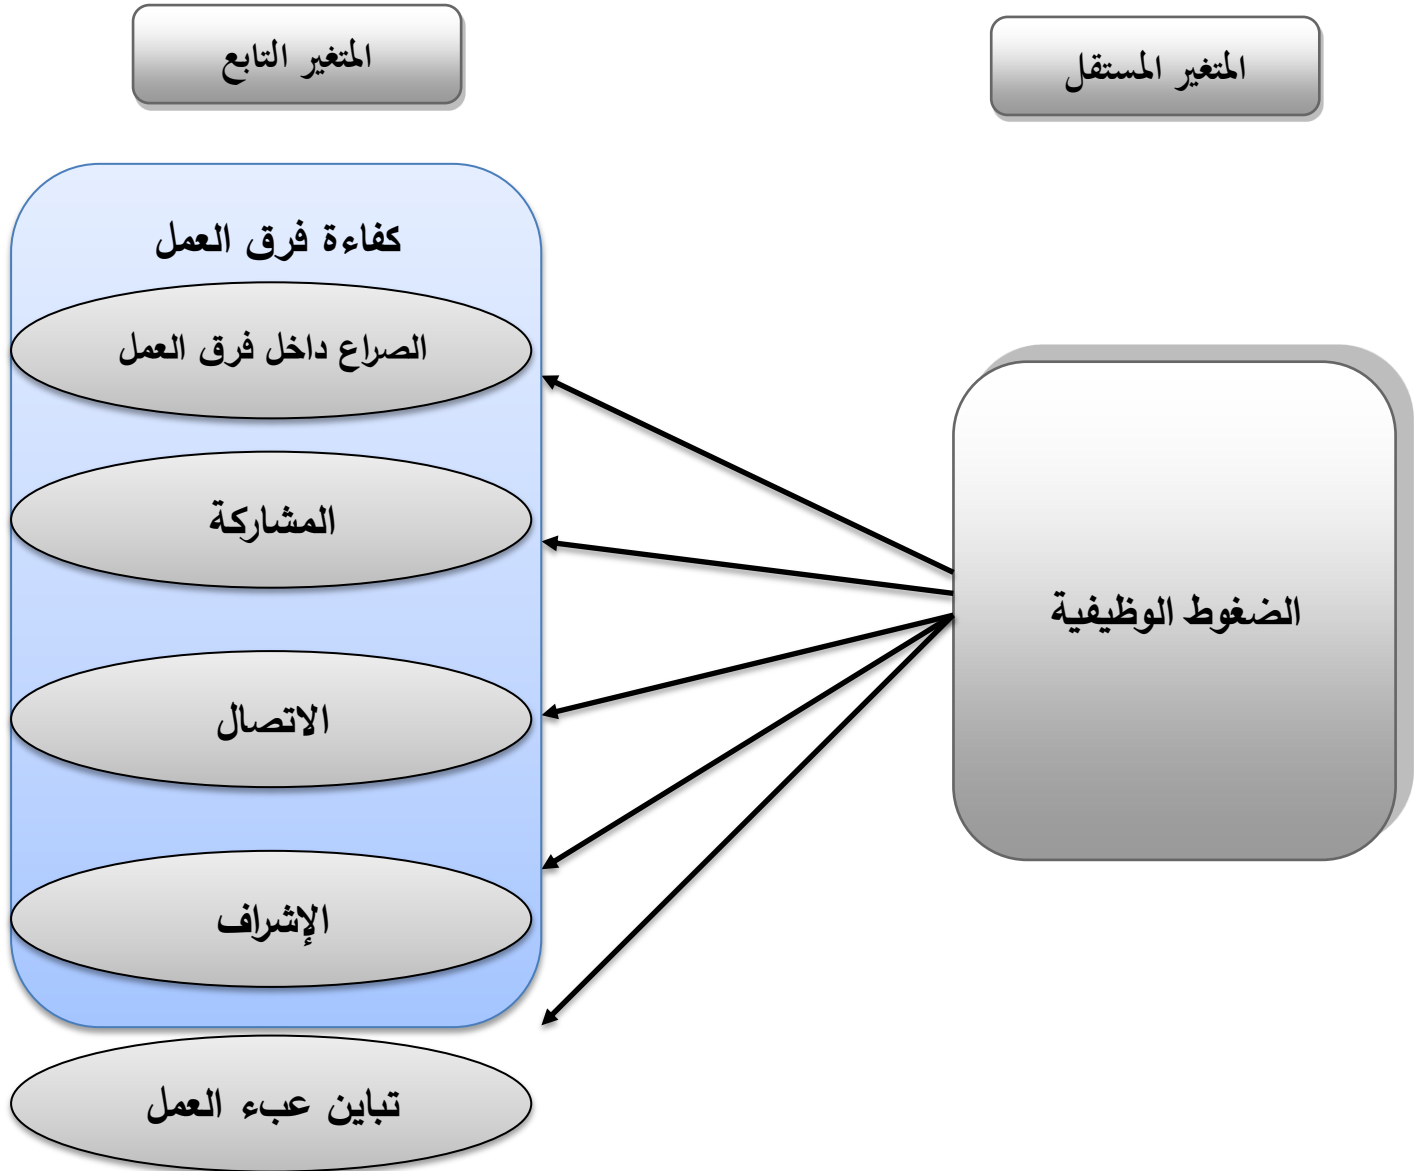 المتغير المستقل
المتغير التابع
كفاءة فرق العمل
الصراع داخل فرق العمل
المشاركة
الاتصال
الإشراف
تباين عبء العمل
الضغوط الوظيفية